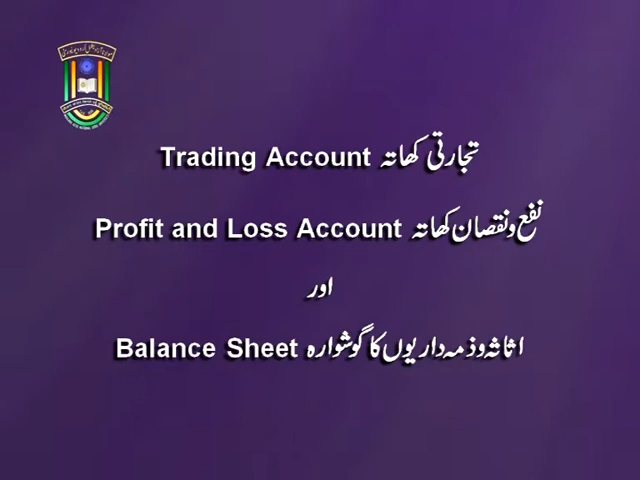 تجارتی کھاتہ Trading Account
نفع ونقصان کھاتہ Profit and Loss Account
اور
اثاثہ وذمہ داریوں کا گوشوارہ Balance Sheet